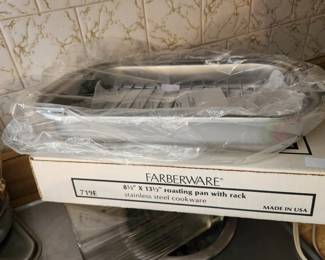 FARBERWARE®
8½" X 13½" roasting pan with rack
719E
stainless steel cookware
MADE IN USA